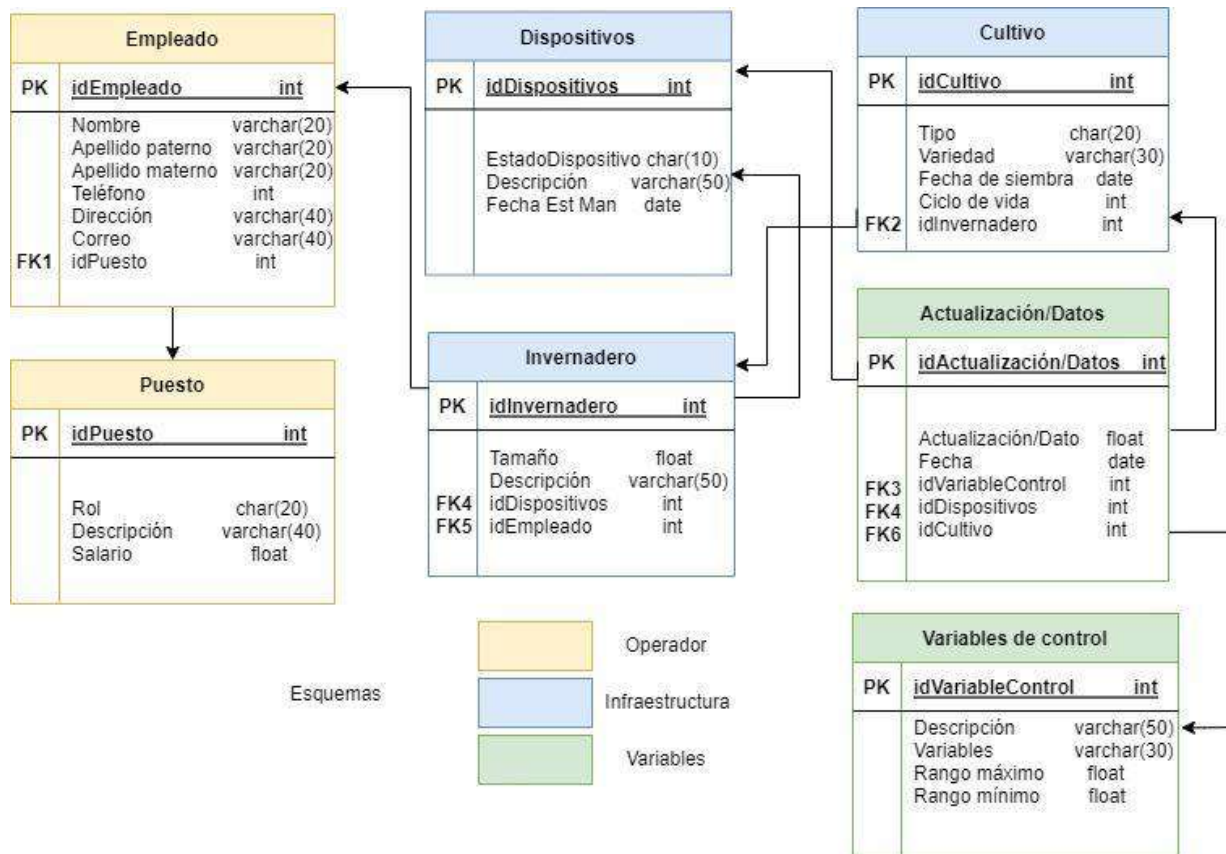 Empleado
PK idEmpleado int
Nombre varchar(20)
Apellido paterno varchar(20)
Apellido materno varchar(20)
Teléfono int
Dirección varchar(40)
Correo varchar(40)
FK1 idPuesto int
Puesto
PK idPuesto int
Rol char(20)
Descripción varchar(40)
Salario float
Dispositivos
PK idDispositivos int
EstadoDispositivo char(10)
Descripción varchar(50)
Fecha Est Man date
Invernadero
PK idInvernadero int
Tamaño float
Descripción varchar(50)
FK4 idDispositivos int
FK5 idEmpleado int
Cultivo
PK idCultivo int
Tipo char(20)
Variedad varchar(30)
Fecha de siembra date
Ciclo de vida int
FK2 idInvernadero int
Actualización/Datos
PK idActualización/Datos int
Actualización/Dato float
Fecha date
FK3 idVariableControl int
FK4 idDispositivos int
FK6 idCultivo int
Variables de control
PK idVariableControl int
Descripción varchar(50)
Variables varchar(30)
Rango máximo float
Rango mínimo float
Esquemas
Operador
Infraestructura
Variables